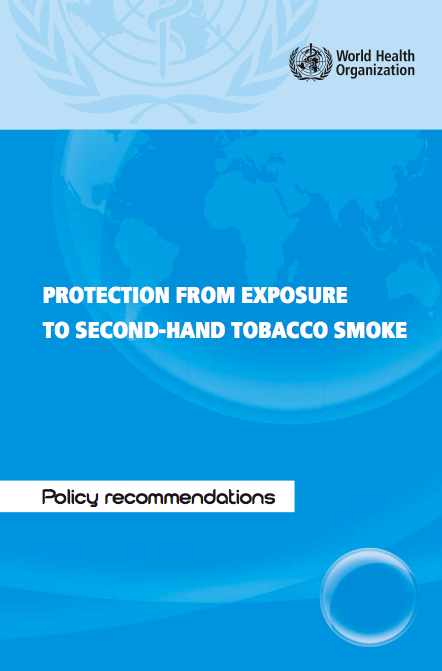 World Health
Organization
PROTECTION FROM EXPOSURE
TO SECOND-HAND TOBACCO SMOKE
Policy recommendations